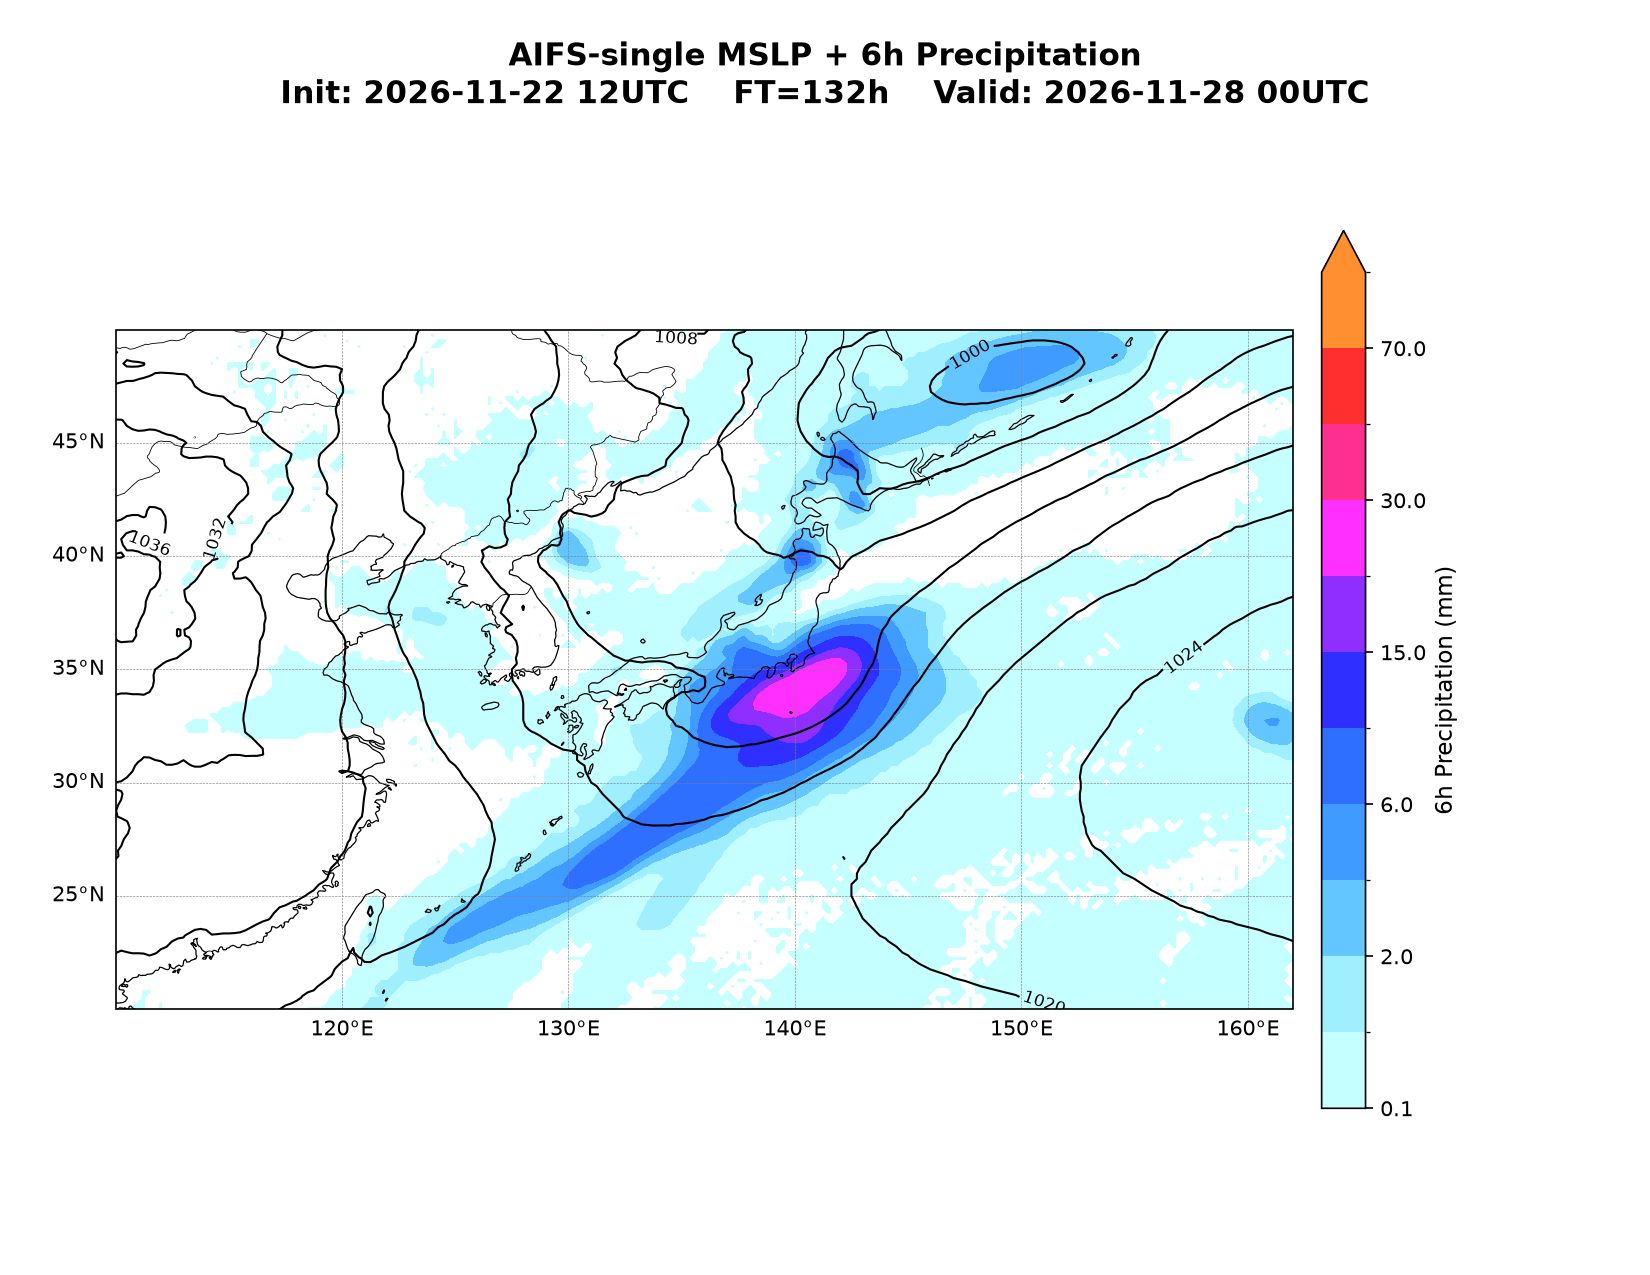 AIFS-single MSLP + 6h Precipitation
Init: 2026-11-22 12UTC    FT=132h    Valid: 2026-11-28 00UTC
1008
1000
1032
1036
1024
1020
45°N
40°N
35°N
30°N
25°N
120°E
130°E
140°E
150°E
160°E
70.0
30.0
15.0
6.0
2.0
0.1
6h Precipitation (mm)